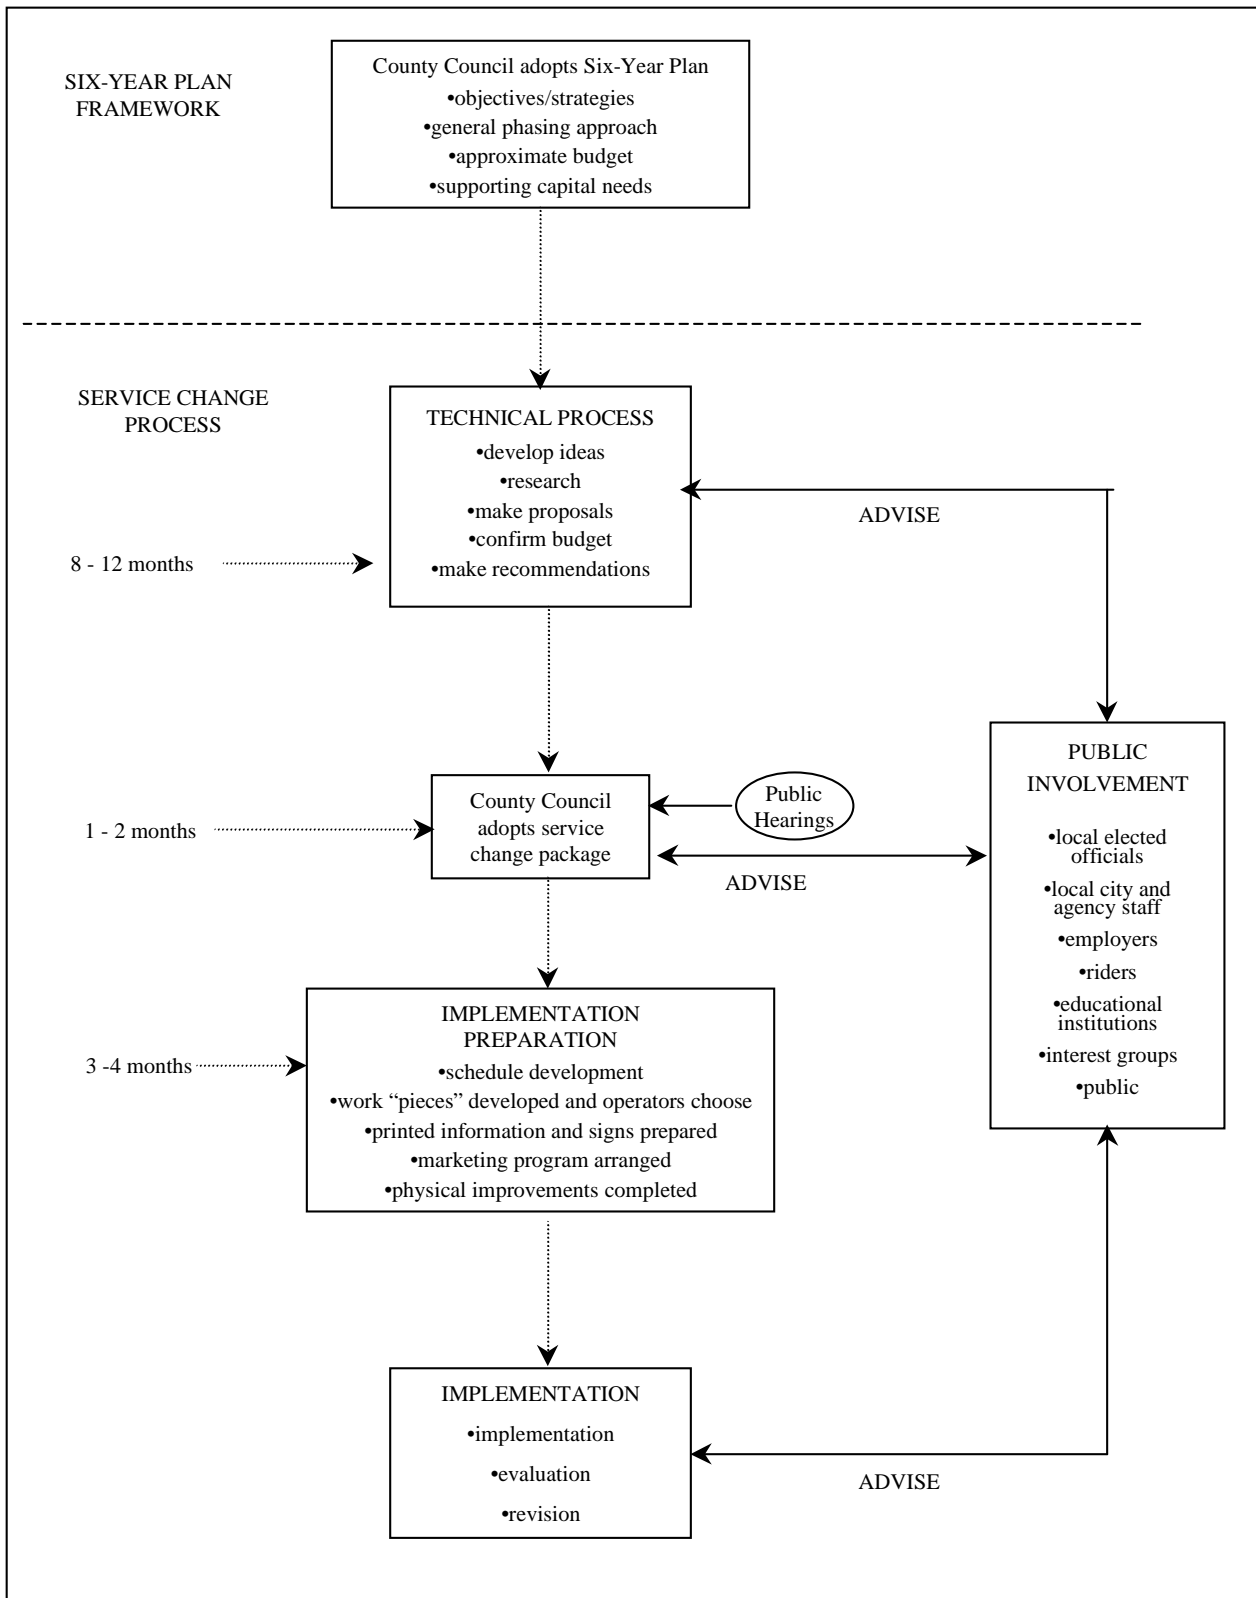 SIX-YEAR PLAN
FRAMEWORK
County Council adopts Six-Year Plan
•objectives/strategies
•general phasing approach
•approximate budget
•supporting capital needs
SERVICE CHANGE
PROCESS
TECHNICAL PROCESS
•develop ideas
•research
•make proposals
•confirm budget
•make recommendations
8 - 12 months
ADVISE
County Council
adopts service
change package
1 - 2 months
Public
Hearings
ADVISE
PUBLIC
INVOLVEMENT
•local elected
officials
•local city and
agency staff
•employers
•riders
•educational
institutions
•interest groups
•public
IMPLEMENTATION
PREPARATION
•schedule development
•work “pieces” developed and operators choose
•printed information and signs prepared
•marketing program arranged
•physical improvements completed
3 -4 months
IMPLEMENTATION
•implementation
•evaluation
•revision
ADVISE